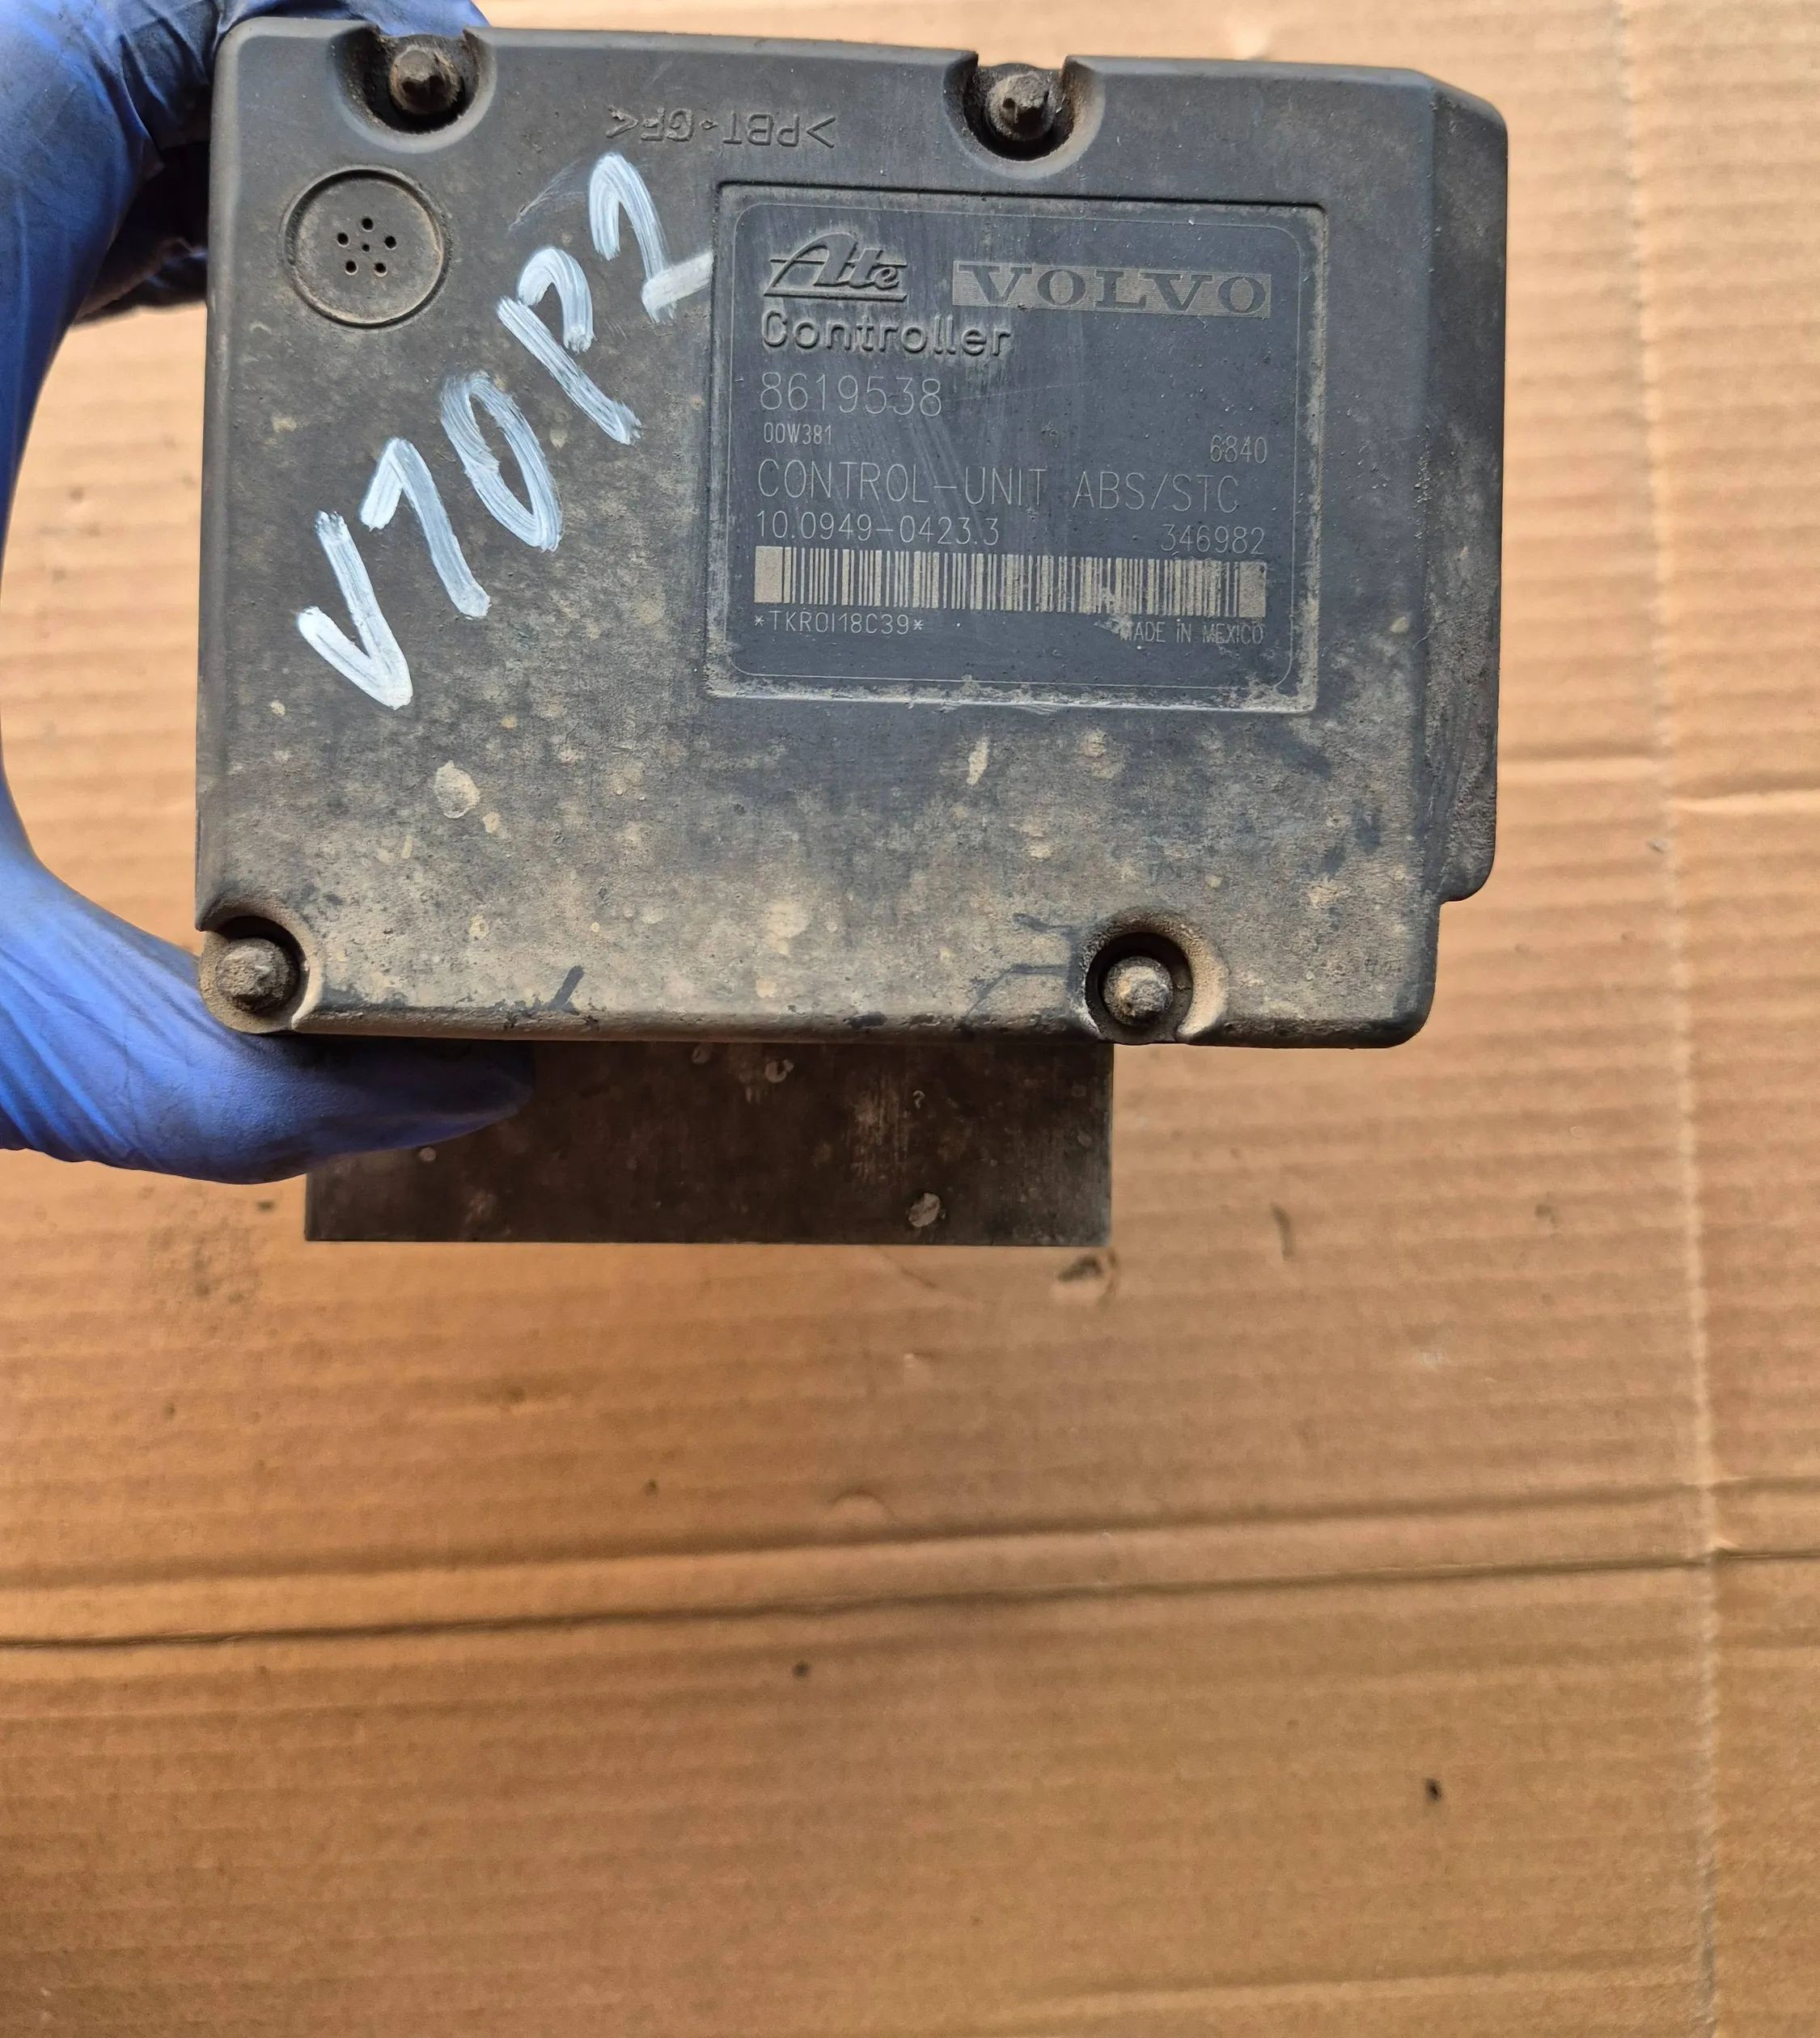 >PBT-GF<
V70P2
Ate VOLVO
Controller
8619538
00W381 6840
CONTROL-UNIT ABS/STC
10.0949-0423.3 346982
*TKROI18C39* MADE IN MEXICO